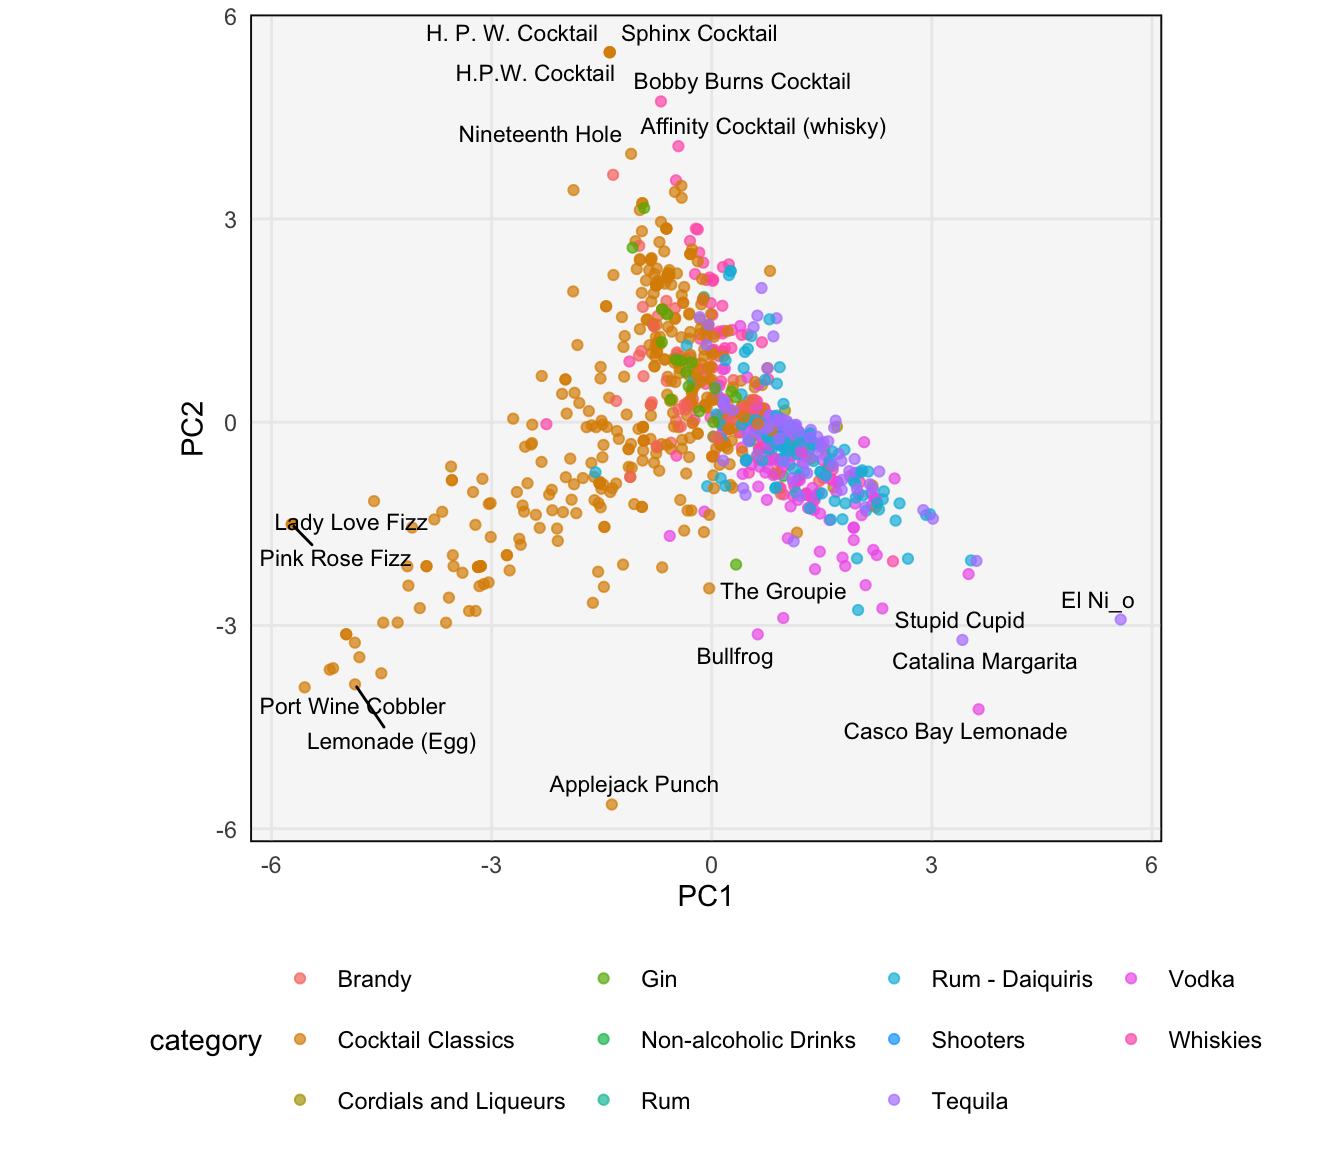 6
H. P. W. Cocktail
Sphinx Cocktail
H.P.W. Cocktail
Bobby Burns Cocktail
Affinity Cocktail (whisky)
Nineteenth Hole
3
0
PC2
Lady Love Fizz
Pink Rose Fizz
The Groupie
El Ni_o
Stupid Cupid
-3
Bullfrog
Catalina Margarita
Port Wine Cobbler
Casco Bay Lemonade
Lemonade (Egg)
Applejack Punch
-6
-6 -3 0 3 6
PC1
category
Brandy
Cocktail Classics
Cordials and Liqueurs
Gin
Non-alcoholic Drinks
Rum
Rum - Daiquiris
Shooters
Tequila
Vodka
Whiskies